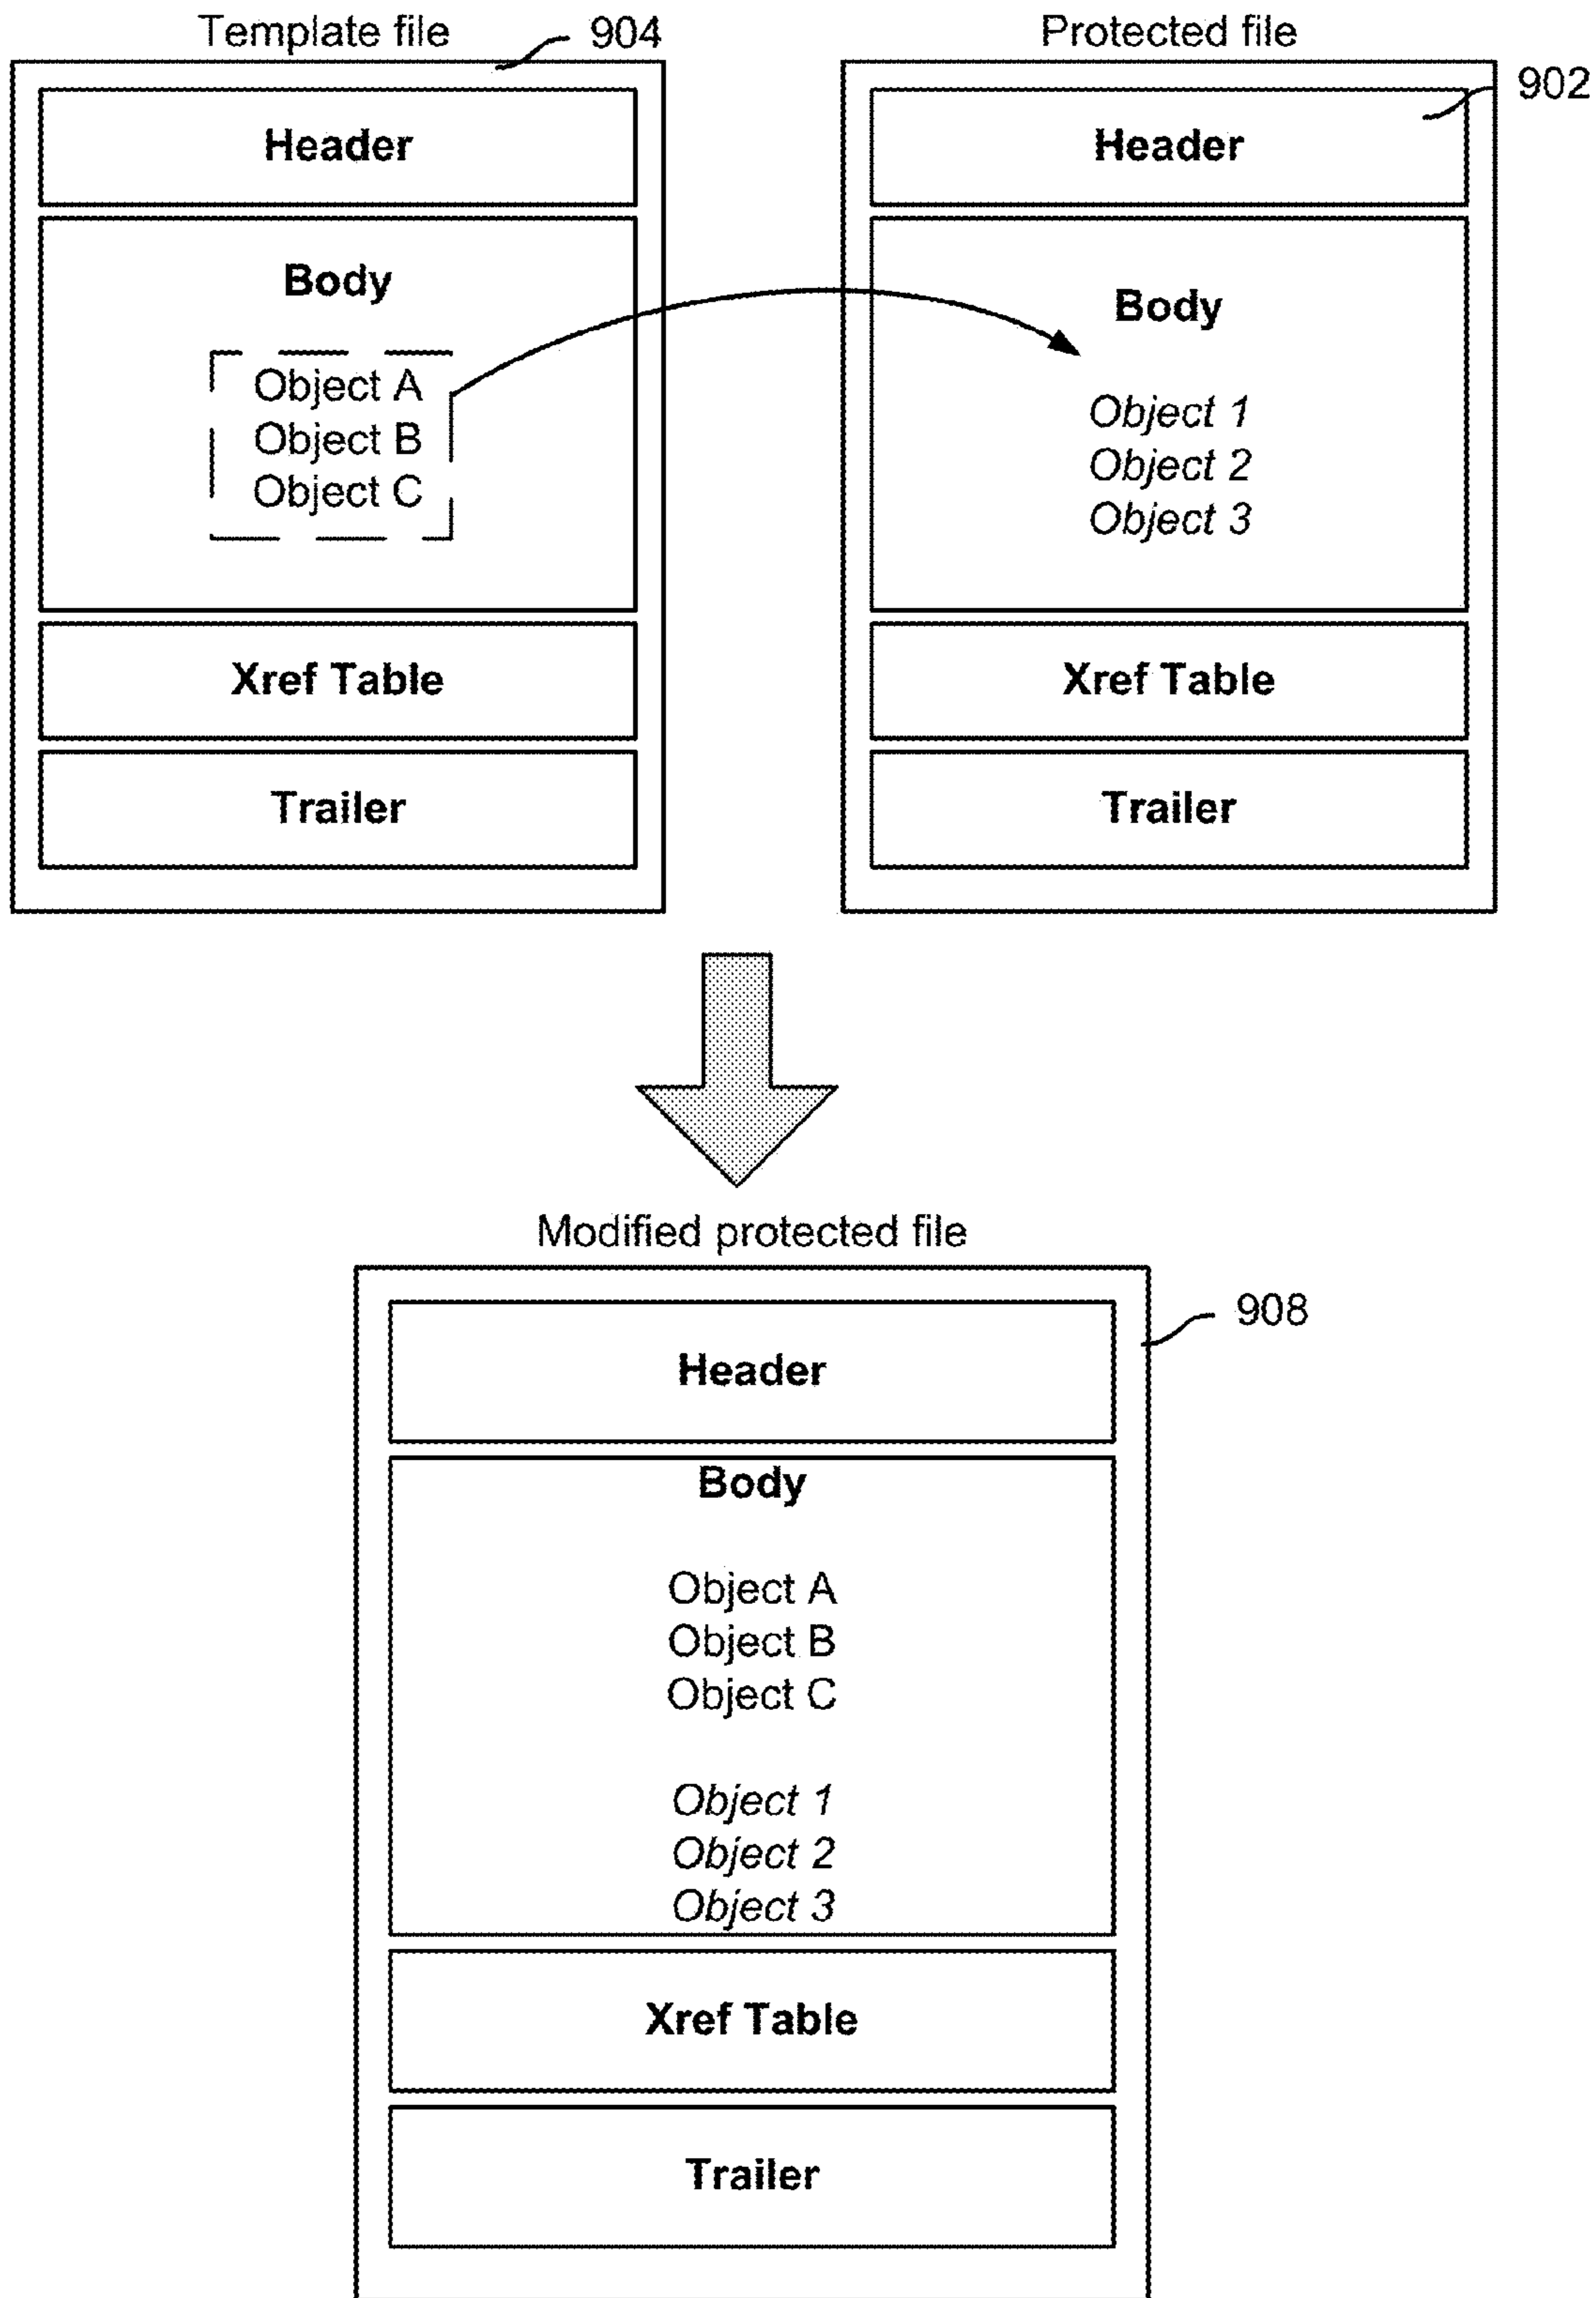 Template file
904
Header
Body
Object A
Object B
Object C
Xref Table
Trailer
Protected file
902
Header
Body
Object 1
Object 2
Object 3
Xref Table
Trailer
Modified protected file
908
Header
Body
Object A
Object B
Object C
Object 1
Object 2
Object 3
Xref Table
Trailer